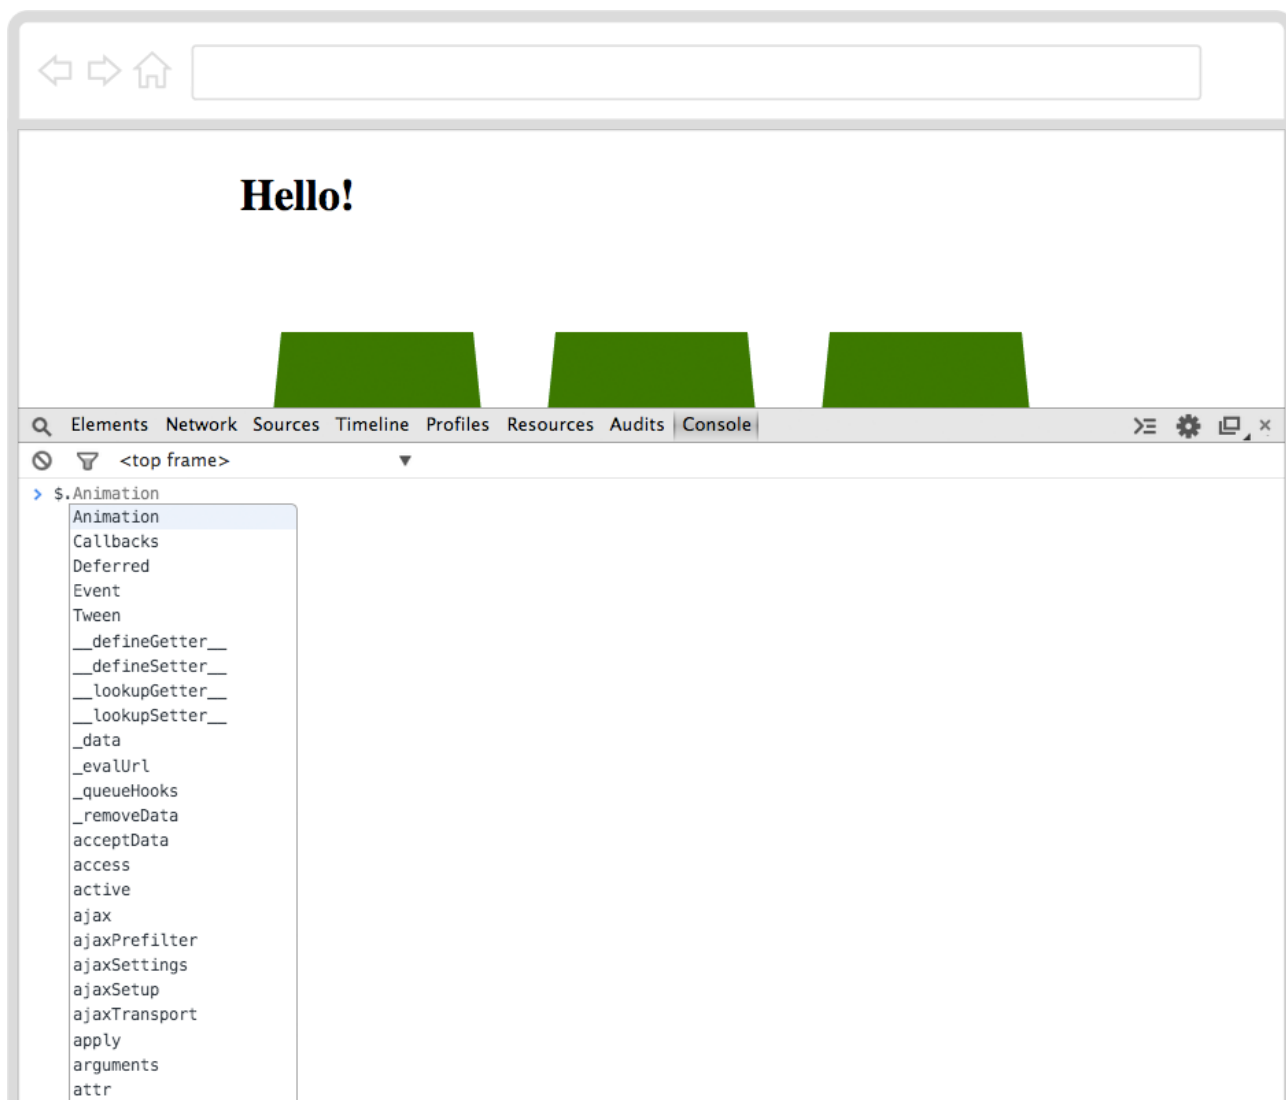 Hello!
Elements Network Sources Timeline Profiles Resources Audits Console
<top frame>
$.Animation
Animation
Callbacks
Deferred
Event
Tween
__defineGetter__
__defineSetter__
__lookupGetter__
__lookupSetter__
_data
_evalUrl
_queueHooks
_removeData
acceptData
access
active
ajax
ajaxPrefilter
ajaxSettings
ajaxSetup
ajaxTransport
apply
arguments
attr